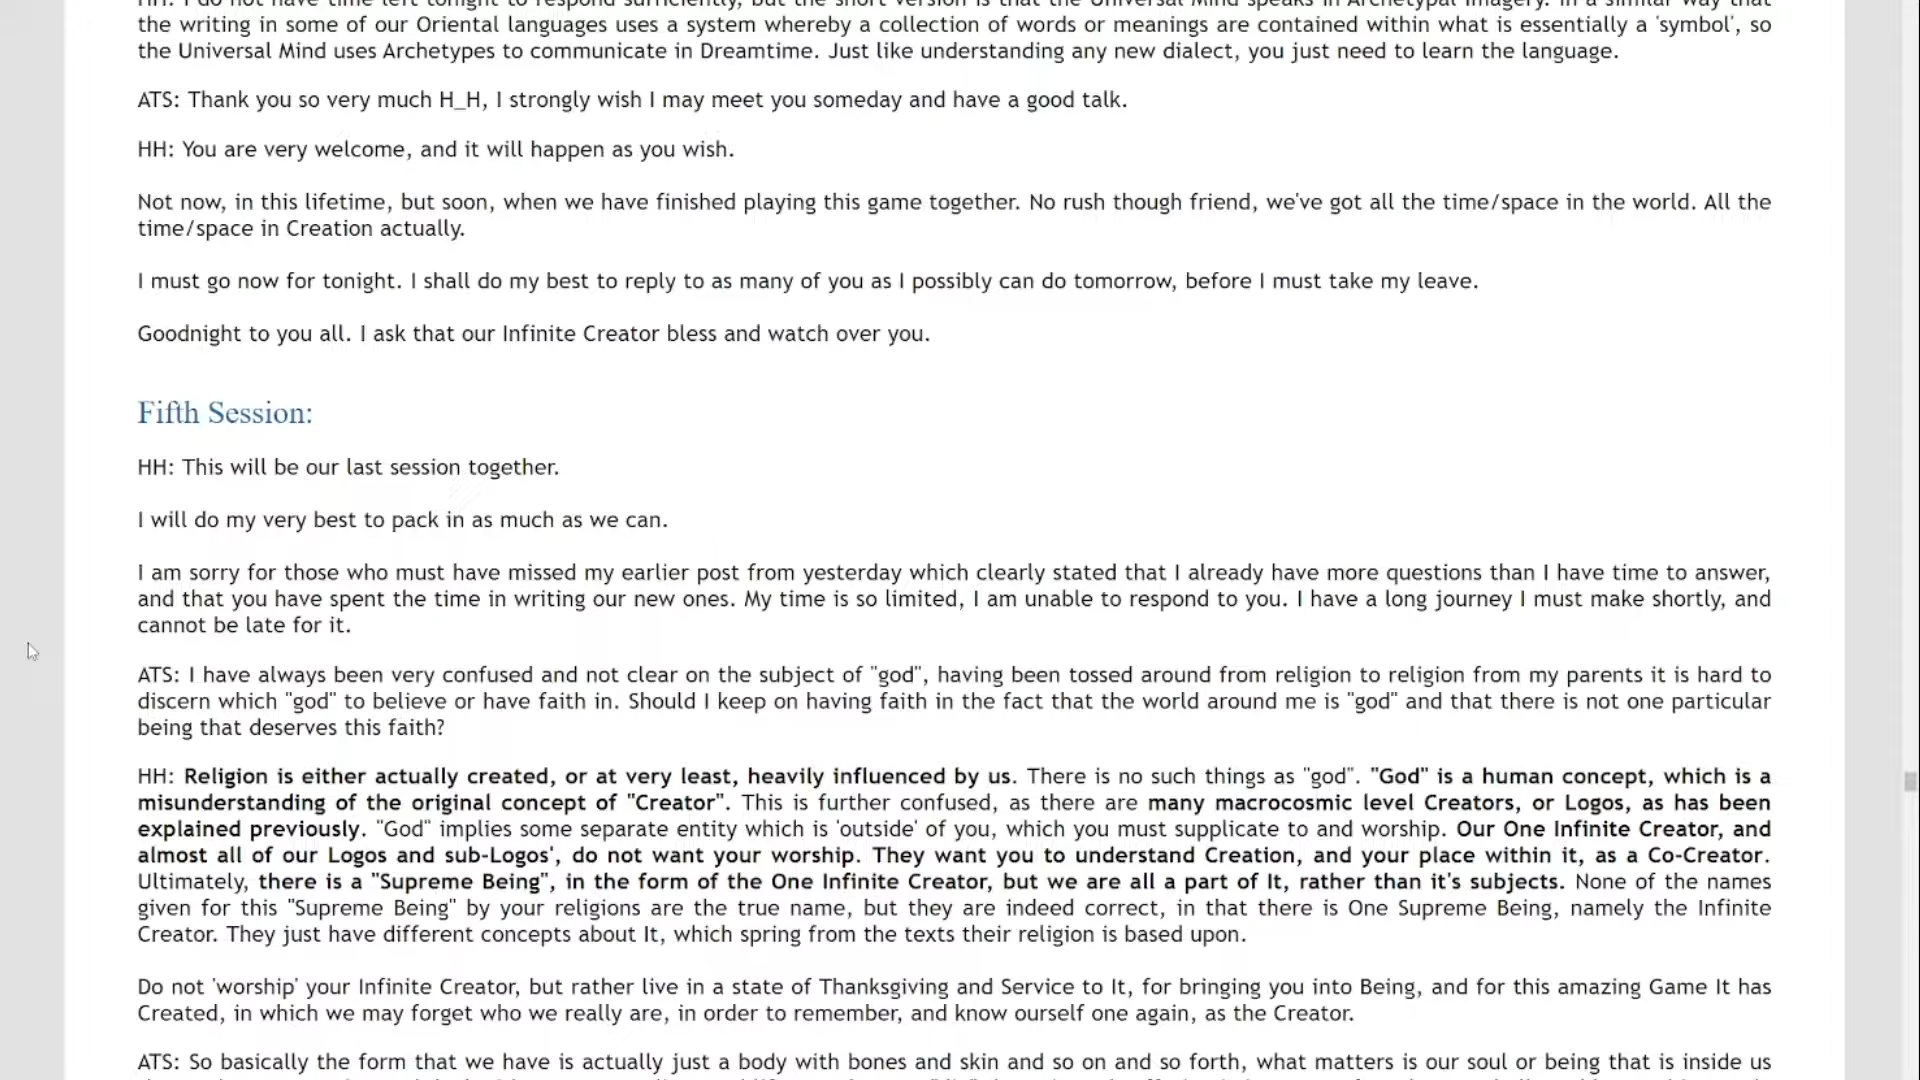 the writing in some of our Oriental languages uses a system whereby a collection of words or meanings are contained within what is essentially a 'symbol', so
the Universal Mind uses Archetypes to communicate in Dreamtime. Just like understanding any new dialect, you just need to learn the language.
ATS: Thank you so very much H_H, I strongly wish I may meet you someday and have a good talk.
HH: You are very welcome, and it will happen as you wish.
Not now, in this lifetime, but soon, when we have finished playing this game together. No rush though friend, we've got all the time/space in the world. All the
time/space in Creation actually.
I must go now for tonight. I shall do my best to reply to as many of you as I possibly can do tomorrow, before I must take my leave.
Goodnight to you all. I ask that our Infinite Creator bless and watch over you.
Fifth Session:
HH: This will be our last session together.
I will do my very best to pack in as much as we can.
I am sorry for those who must have missed my earlier post from yesterday which clearly stated that I already have more questions than I have time to answer,
and that you have spent the time in writing our new ones. My time is so limited, I am unable to respond to you. I have a long journey I must make shortly, and
cannot be late for it.
ATS: I have always been very confused and not clear on the subject of "god", having been tossed around from religion to religion from my parents it is hard to
discern which "god" to believe or have faith in. Should I keep on having faith in the fact that the world around me is "god" and that there is not one particular
being that deserves this faith?
HH: Religion is either actually created, or at very least, heavily influenced by us. There is no such things as "god". "God" is a human concept, which is a
misunderstanding of the original concept of "Creator". This is further confused, as there are many macrocosmic level Creators, or Logos, as has been
explained previously. "God" implies some separate entity which is 'outside' of you, which you must supplicate to and worship. Our One Infinite Creator, and
almost all of our Logos and sub-Logos', do not want your worship. They want you to understand Creation, and your place within it, as a Co-Creator.
Ultimately, there is a "Supreme Being", in the form of the One Infinite Creator, but we are all a part of It, rather than it's subjects. None of the names
given for this "Supreme Being" by your religions are the true name, but they are indeed correct, in that there is One Supreme Being, namely the Infinite
Creator. They just have different concepts about It, which spring from the texts their religion is based upon.
Do not 'worship' your Infinite Creator, but rather live in a state of Thanksgiving and Service to It, for bringing you into Being, and for this amazing Game It has
Created, in which we may forget who we really are, in order to remember, and know ourself one again, as the Creator.
ATS: So basically the form that we have is actually just a body with bones and skin and so on and so forth, what matters is our soul or being that is inside us